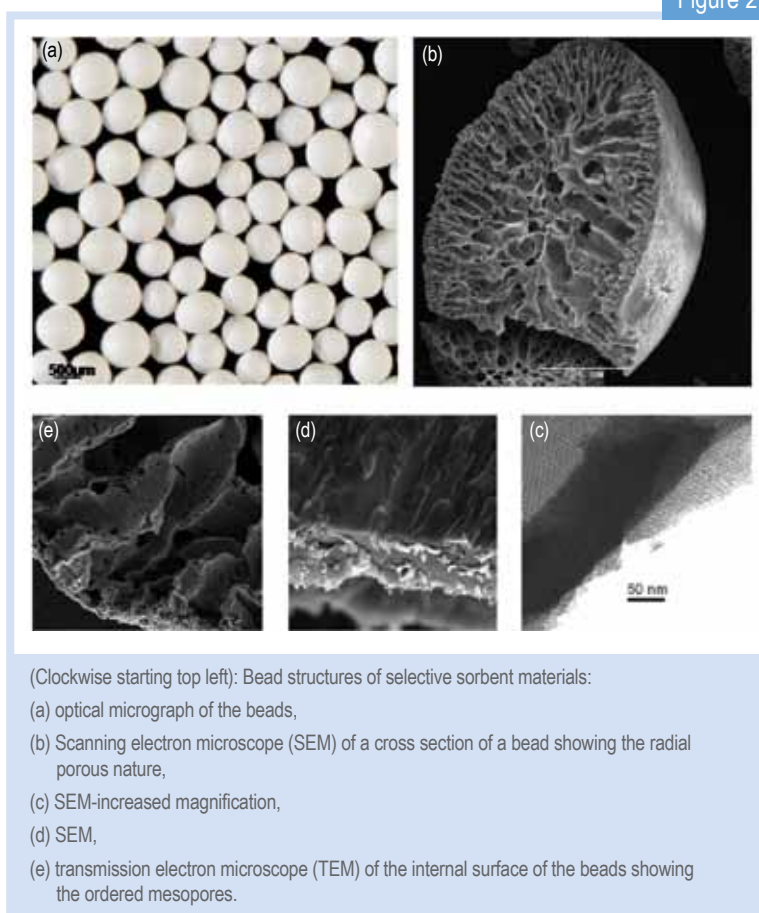 Figure 2
(a)
(b)
500µm
(e)
(d)
(c)
50 nm
(Clockwise starting top left): Bead structures of selective sorbent materials:
(a) optical micrograph of the beads,
(b) Scanning electron microscope (SEM) of a cross section of a bead showing the radial
porous nature,
(c) SEM-increased magnification,
(d) SEM,
(e) transmission electron microscope (TEM) of the internal surface of the beads showing
the ordered mesopores.